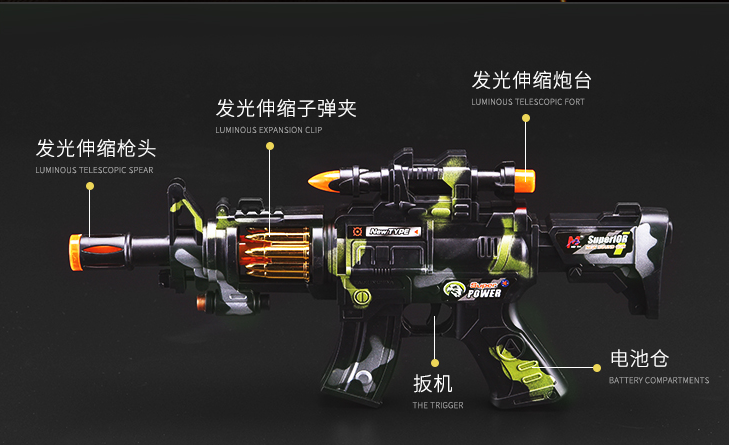 发光伸缩炮台
LUMINOUS TELESCOPIC FORT
发光伸缩子弹夹
LUMINOUS EXPANSION CLIP
发光伸缩枪头
LUMINOUS TELESCOPIC SPEAR
New TYPE
SuperIOR
Super
POWER
电池仓
BATTERY COMPARTMENTS
扳机
THE TRIGGER